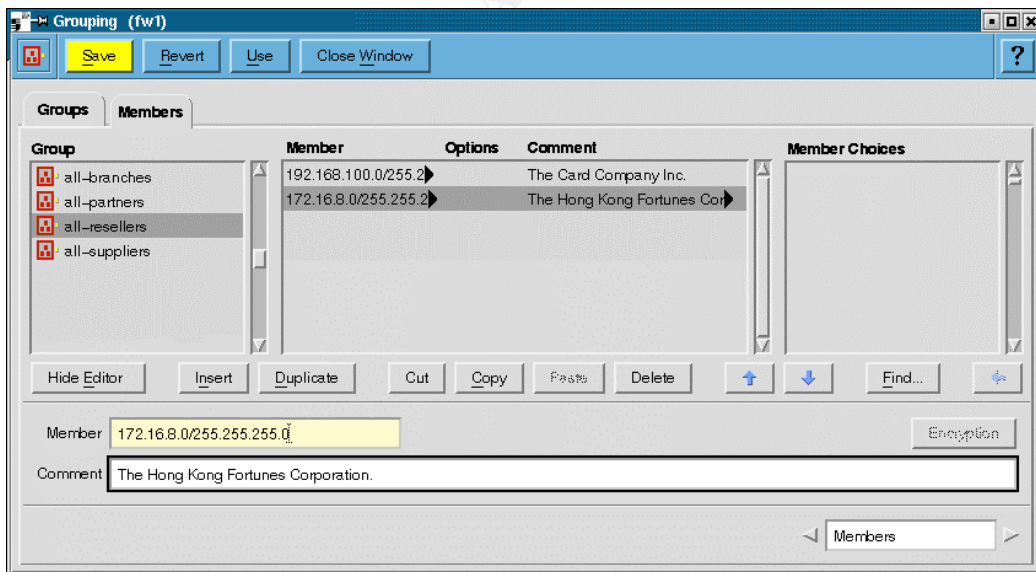 Grouping (fw1)
Save Revert Use Close Window ?
Groups Members
Group Member Options Comment Member Choices
all-branches 192.168.100.0/255.2 The Card Company Inc.
all-partners 172.16.8.0/255.255.2 The Hong Kong Fortunes Cor
all-resellers
all-suppliers
Hide Editor Insert Duplicate Cut Copy Paste Delete Find...
Member 172.16.8.0/255.255.255.0 Encryption
Comment The Hong Kong Fortunes Corporation.
Members